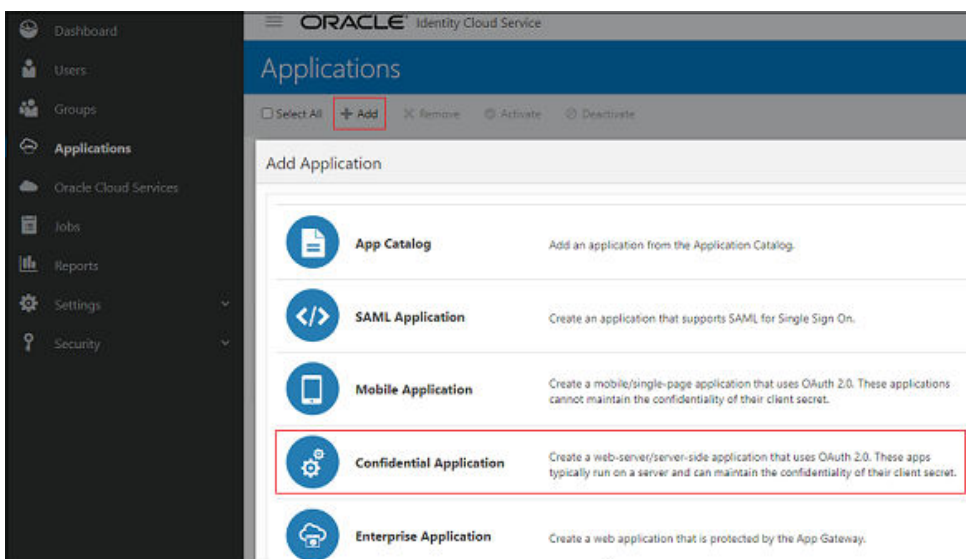 Dashboard
Users
Groups
Applications
Oracle Cloud Services
Jobs
Reports
Settings
Security
ORACLE® Identity Cloud Service
Applications
Select All
Add
Remove
Activate
Deactivate
Add Application
App Catalog
Add an application from the Application Catalog.
SAML Application
Create an application that supports SAML for Single Sign On.
Mobile Application
Create a mobile/single-page application that uses OAuth 2.0. These applications
cannot maintain the confidentiality of their client secret.
Confidential Application
Create a web-server/server-side application that uses OAuth 2.0. These apps
typically run on a server and can maintain the confidentiality of their client secret.
Enterprise Application
Create a web application that is protected by the App Gateway.